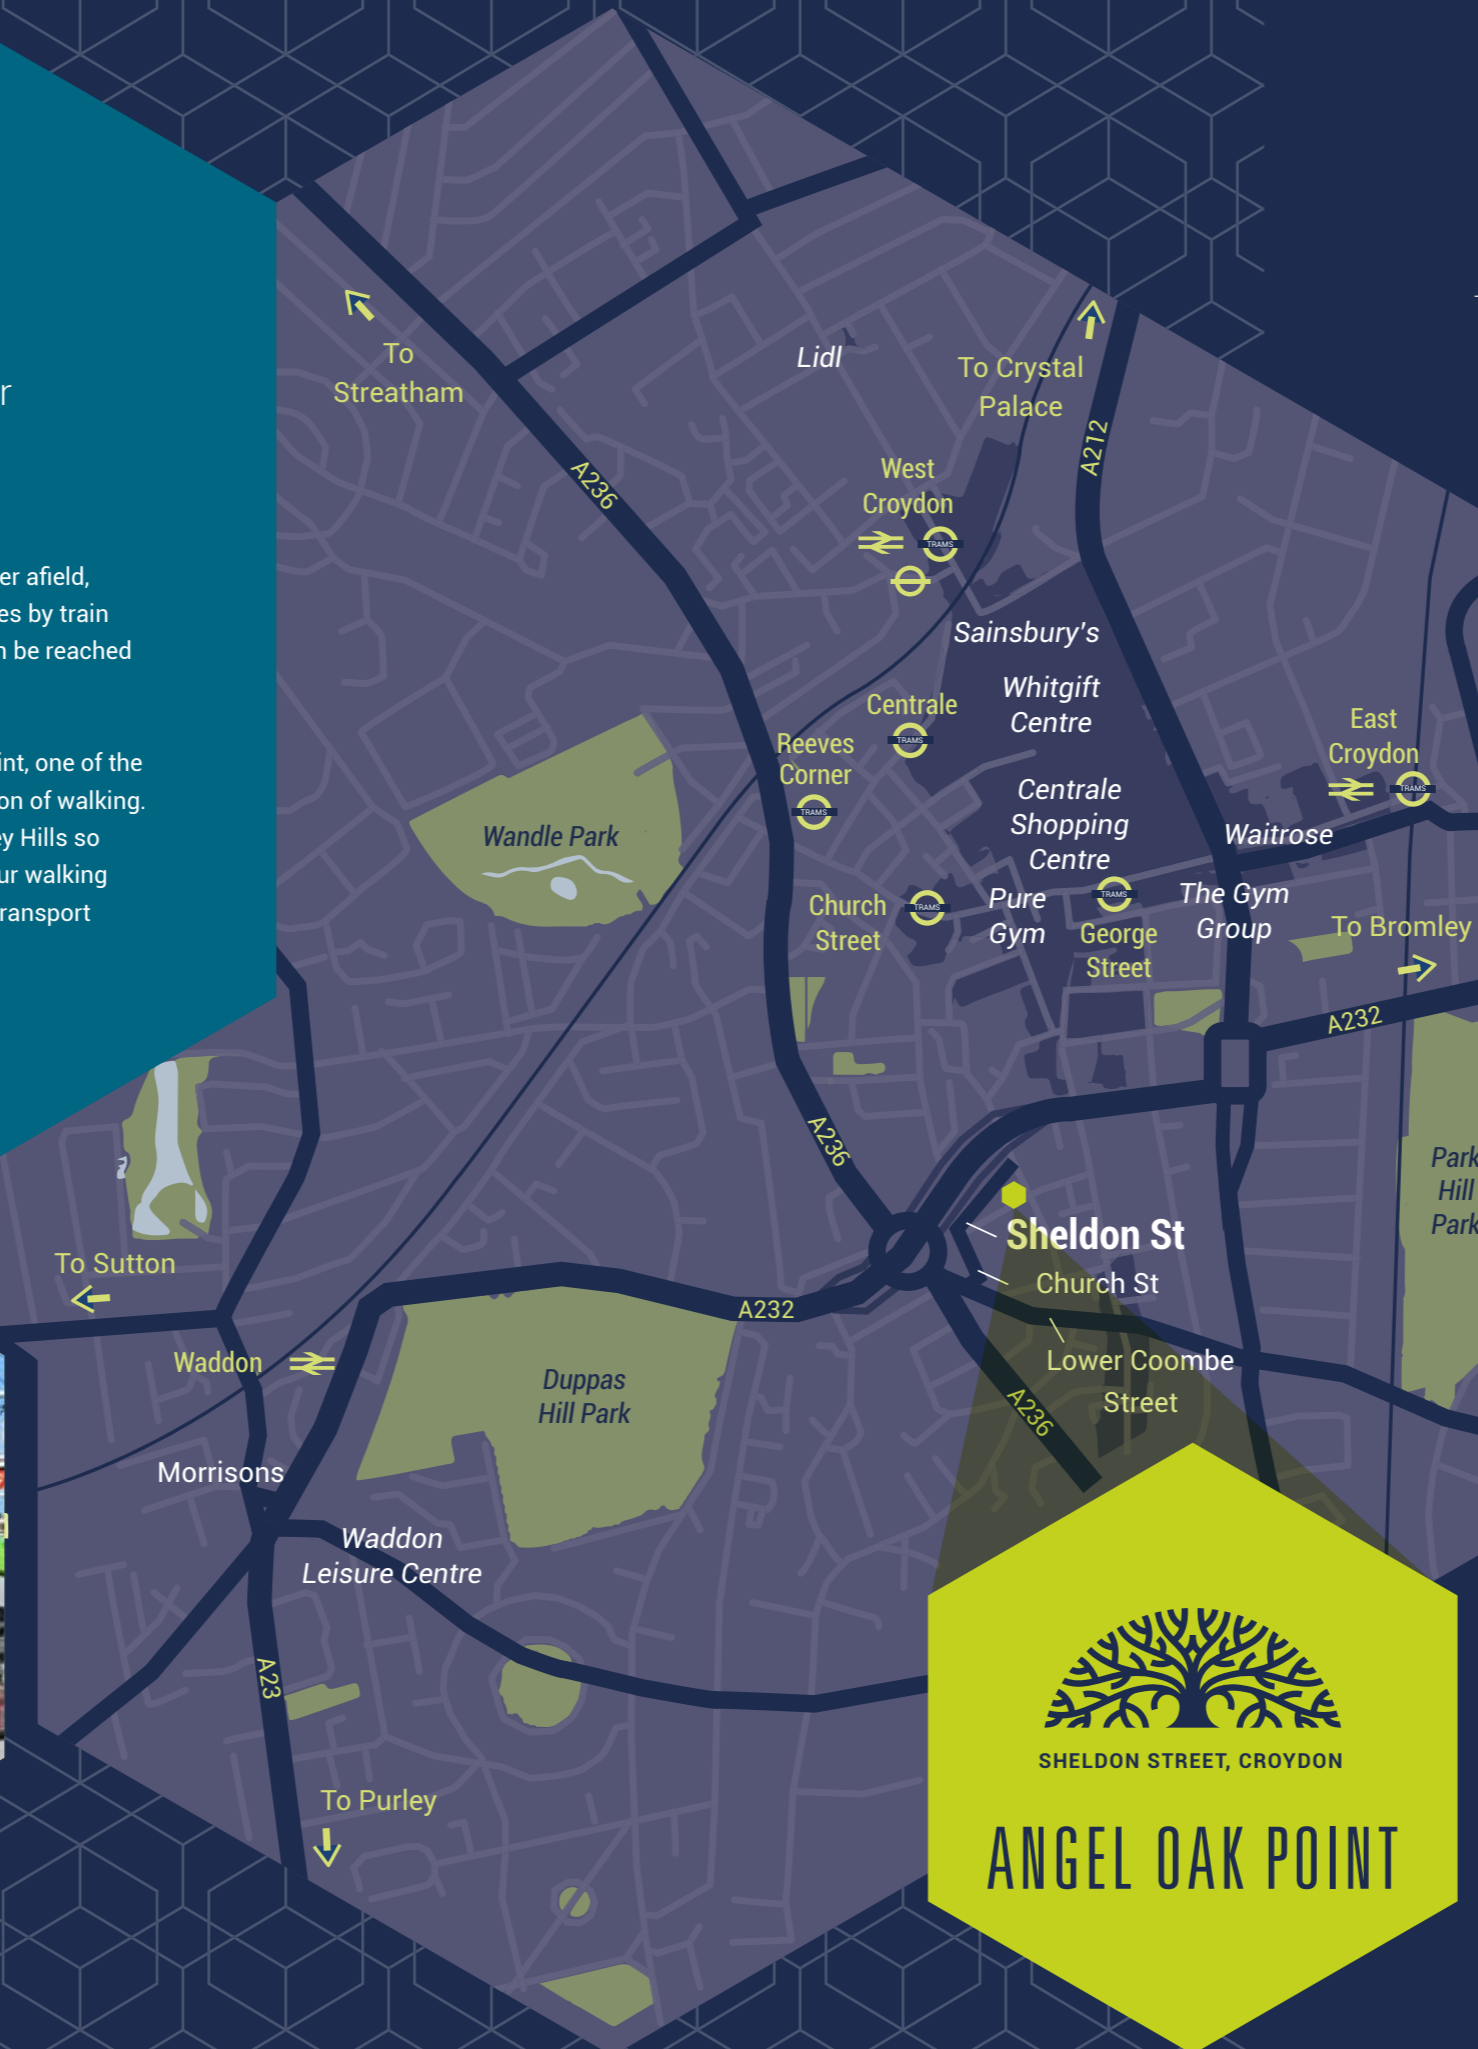 r
er afield,
es by train
n be reached
int, one of the
on of walking.
ey Hills so
ur walking
ransport
To
Streatham
Lidl
To Crystal
Palace
A212
A236
West
Croydon
TRAMS
Sainsbury's
Whitgift
Centre
Centrale
TRAMS
Reeves
Corner
TRAMS
East
Croydon
TRAMS
Centrale
Shopping
Centre
Waitrose
Wandle Park
Church
Street
TRAMS
Pure
Gym
TRAMS
George
Street
The Gym
Group
To Bromley
A232
A236
Park
Hill
Park
Sheldon St
Church St
To Sutton
A232
Waddon
Lower Coombe
Street
Duppas
Hill Park
A236
Morrisons
Waddon
Leisure Centre
A23
To Purley
SHELDON STREET, CROYDON
ANGEL OAK POINT